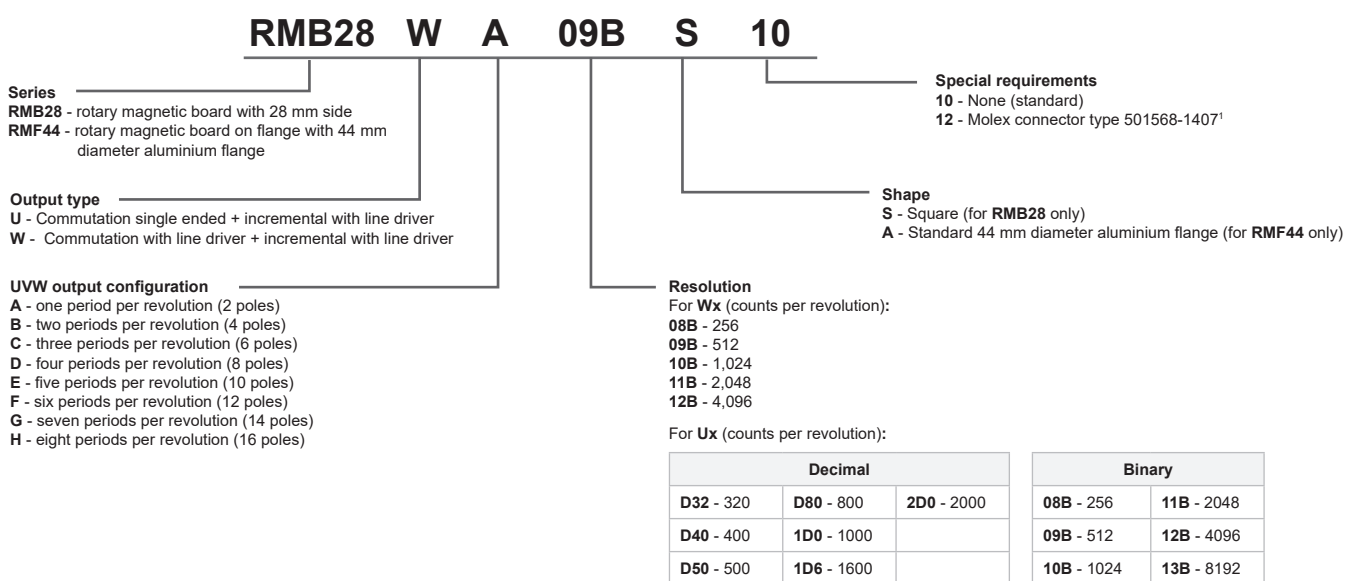 RMB28 W A 09B S 10
Series
RMB28 - rotary magnetic board with 28 mm side
RMF44 - rotary magnetic board on flange with 44 mm
diameter aluminium flange
Output type
U - Commutation single ended + incremental with line driver
W - Commutation with line driver + incremental with line driver
UVW output configuration
A - one period per revolution (2 poles)
B - two periods per revolution (4 poles)
C - three periods per revolution (6 poles)
D - four periods per revolution (8 poles)
E - five periods per revolution (10 poles)
F - six periods per revolution (12 poles)
G - seven periods per revolution (14 poles)
H - eight periods per revolution (16 poles)
Special requirements
10 - None (standard)
12 - Molex connector type 501568-1407¹
Shape
S - Square (for RMB28 only)
A - Standard 44 mm diameter aluminium flange (for RMF44 only)
Resolution
For Wx (counts per revolution):
08B - 256
09B - 512
10B - 1,024
11B - 2,048
12B - 4,096
For Ux (counts per revolution):
Decimal
D32 - 320 D80 - 800 2D0 - 2000
D40 - 400 1D0 - 1000
D50 - 500 1D6 - 1600
Binary
08B - 256 11B - 2048
09B - 512 12B - 4096
10B - 1024 13B - 8192